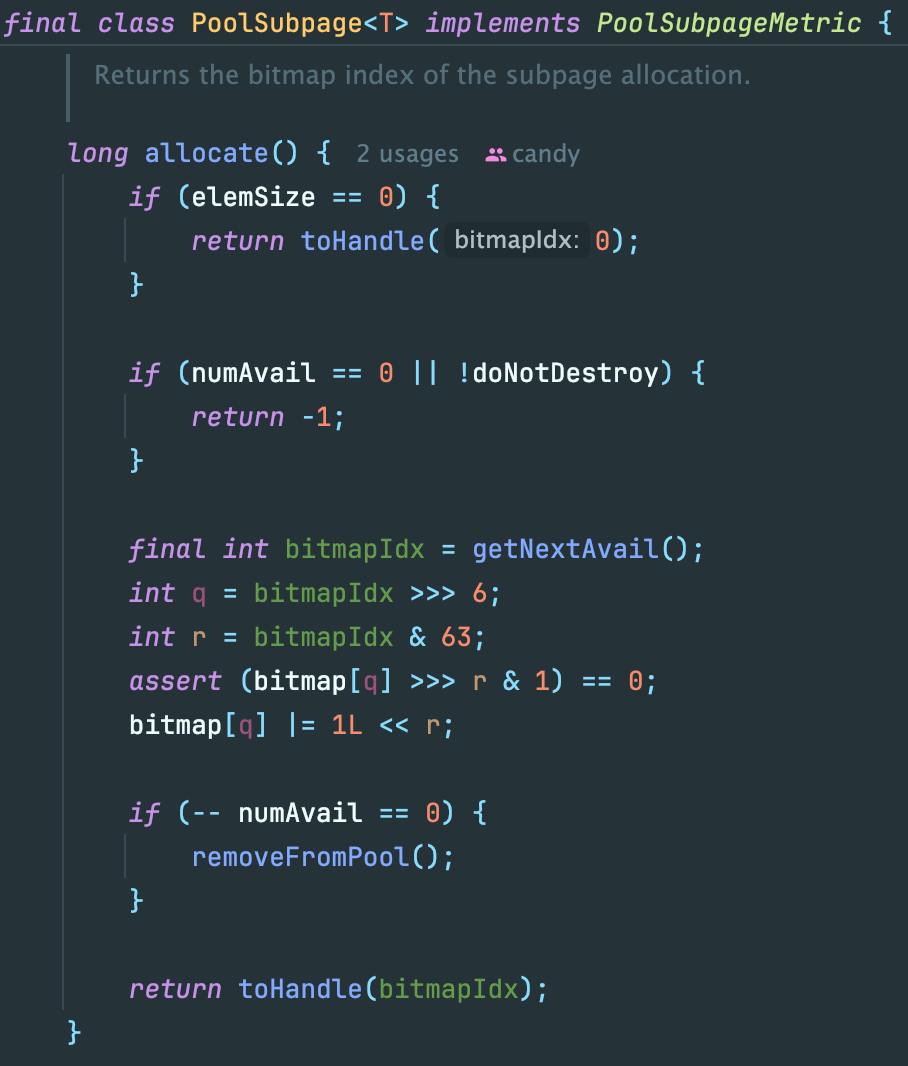 final class PoolSubpage<T> implements PoolSubpageMetric {
Returns the bitmap index of the subpage allocation.
long allocate() { 2 usages candy
if (elemSize == 0) {
return toHandle( bitmapIdx: 0);
}
if (numAvail == 0 || !doNotDestroy) {
return -1;
}
final int bitmapIdx = getNextAvail();
int q = bitmapIdx >>> 6;
int r = bitmapIdx & 63;
assert (bitmap[q] >>> r & 1) == 0;
bitmap[q] |= 1L << r;
if (-- numAvail == 0) {
removeFromPool();
}
return toHandle(bitmapIdx);
}